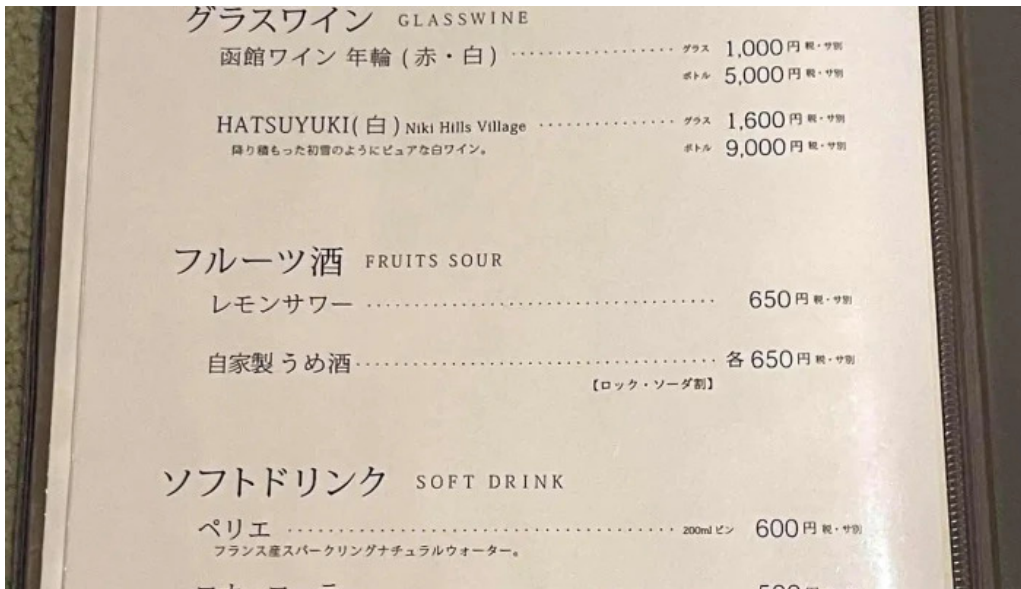 グラスワイン GLASSWINE
函館ワイン 年輪 (赤・白) ···················· グラス 1,000円 税・サ別
ボトル 5,000円 税・サ別
HATSUYUKI(白) Niki Hills Village ················ グラス 1,600円 税・サ別
降り積もった初雪のようにピュアな白ワイン。 ボトル 9,000円 税・サ別
フルーツ酒 FRUITS SOUR
レモンサワー ········································ 650円 税・サ別
自家製 うめ酒 ········································ 各 650円 税・サ別
【ロック・ソーダ割】
ソフトドリンク SOFT DRINK
ペリエ ············································ 200mlビン 600円 税・サ別
フランス産スパークリングナチュラルウォーター。